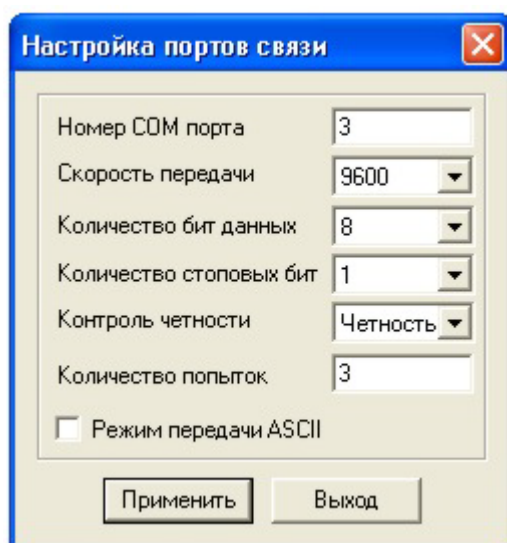 Настройка портов связи
Номер COM порта 3
Скорость передачи 9600
Количество бит данных 8
Количество стоповых бит 1
Контроль четности Четность
Количество попыток 3
Режим передачи ASCII
Применить Выход